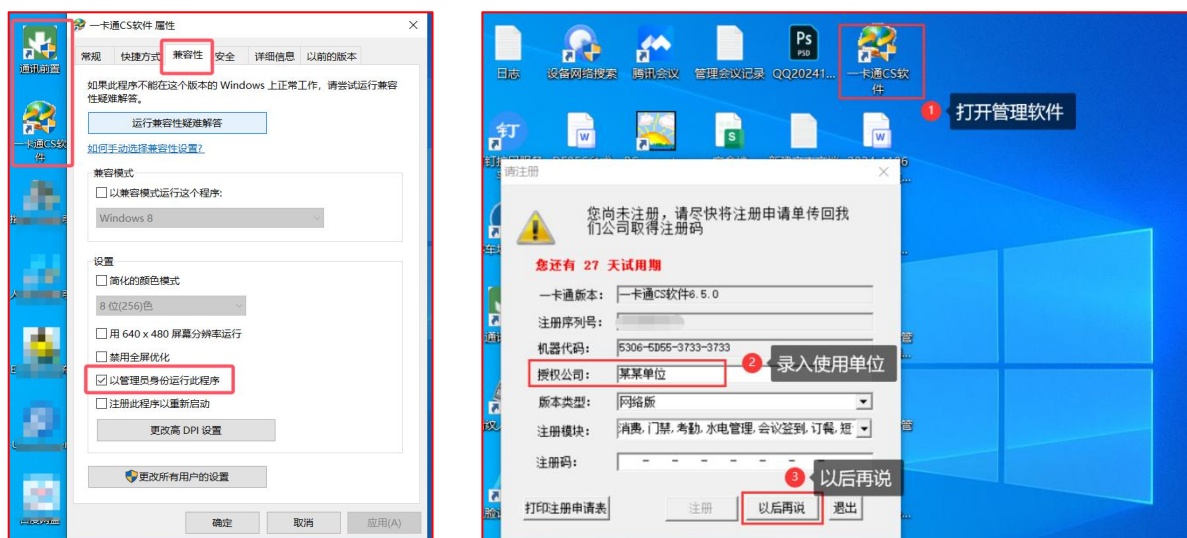 通讯前置
一卡通CS软
件
一卡通CS软件 属性
常规 快捷方式 兼容性 安全 详细信息 以前的版本
如果此程序不能在这个版本的 Windows 上正常工作，请尝试运行兼容
性疑难解答。
运行兼容性疑难解答
如何手动选择兼容性设置?
兼容模式
以兼容模式运行这个程序:
Windows 8
设置
简化的颜色模式
8 位(256)色
用 640 x 480 屏幕分辨率运行
禁用全屏优化
以管理员身份运行此程序
注册此程序以重新启动
更改高 DPI 设置
更改所有用户的设置
确定 取消 应用(A)
Ps
PSD
日志 设备网络搜索 腾讯会议 管理会议记录 QQ20241... 一卡通CS软
件
1 打开管理软件
钉 W S W
请注册
您尚未注册，请尽快将注册申请单传回我
们公司取得注册码
您还有 27 天试用期
一卡通版本: 一卡通CS软件6.5.0
注册序列号:
机器代码: 5306-5D55-3733-3733
2 录入使用单位
授权公司: 某某单位
版本类型: 网络版
注册模块: 消费,门禁,考勤,水电管理,会议签到,订餐,短
注册码: - - - - - - -
3 以后再说
打印注册申请表 注册 以后再说 退出